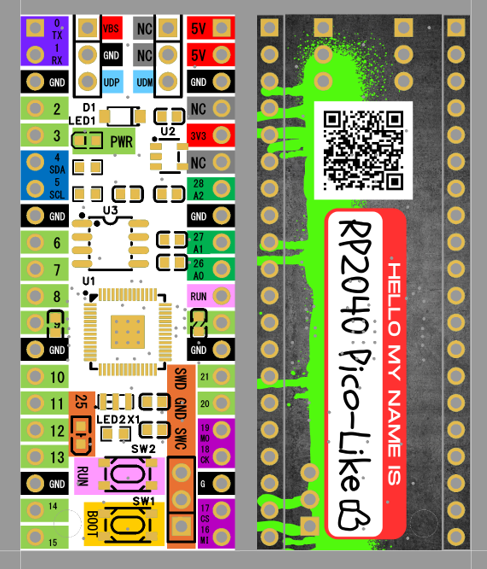 0
TX
VBS
NC
5V
1
RX
GND
5V
GND
UDP
UDM
GND
2
D1
NC
LED1
3
PWR
U2
3V3
4
SDA
NC
5
SCL
28
A2
GND
U3
GND
6
27
A1
7
26
A0
8
U1
RUN
9
GND
GND
10
SWD GND SWC
21
11
25
20
12
LED2 X1
19
MO
18
CK
13
SW2
RUN
GND
G
14
SW1
17
CS
BOOT
16
MI
15
HELLO MY NAME IS
RP2040 Pico-Like